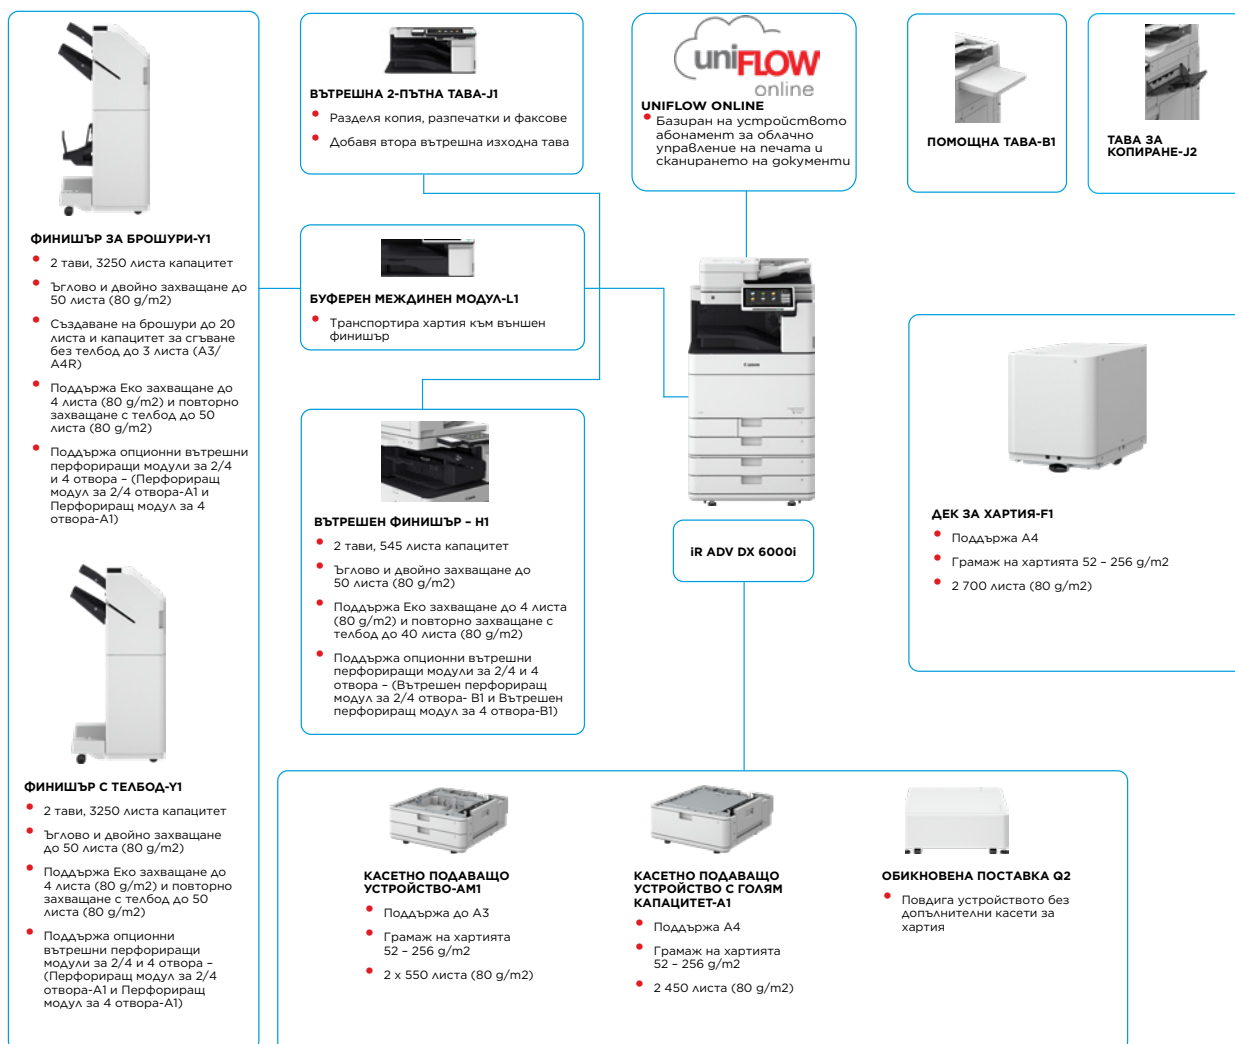 ФИНИШЪР ЗА БРОШУРИ-Y1
2 тави, 3250 листа капацитет
Ъглово и двойно захващане до
50 листа (80 g/m2)
Създаване на брошури до 20
листа и капацитет за сгъване
без телбод до 3 листа (A3/
A4R)
Поддържа Еко захващане до
4 листа (80 g/m2) и повторно
захващане с телбод до 50
листа (80 g/m2)
Поддържа опционни вътрешни
перфориращи модули за 2/4
и 4 отвора – (Перфориращ
модул за 2/4 отвора-A1 и
Перфориращ модул за 4
отвора-A1)
ФИНИШЪР С ТЕЛБОД-Y1
2 тави, 3250 листа капацитет
Ъглово и двойно захващане
до 50 листа (80 g/m2)
Поддържа Еко захващане до
4 листа (80 g/m2) и повторно
захващане с телбод до 50
листа (80 g/m2)
Поддържа опционни
вътрешни перфориращи
модули за 2/4 и 4 отвора –
(Перфориращ модул за 2/4
отвора-A1 и Перфориращ
модул за 4 отвора-A1)
ВЪТРЕШНА 2-ПЪТНА ТАВА-J1
Разделя копия, разпечатки и факсове
Добавя втора вътрешна изходна тава
БУФЕРЕН МЕЖДИНЕН МОДУЛ-L1
Транспортира хартия към външен
финишър
ВЪТРЕШЕН ФИНИШЪР – H1
2 тави, 545 листа капацитет
Ъглово и двойно захващане до
50 листа (80 g/m2)
Поддържа Еко захващане до 4 листа
(80 g/m2) и повторно захващане с
телбод до 40 листа (80 g/m2)
Поддържа опционни вътрешни
перфориращи модули за 2/4 и 4
отвора – (Вътрешен перфориращ
модул за 2/4 отвора- B1 и Вътрешен
перфориращ модул за 4 отвора-B1)
uniFLOW
online
UNIFLOW ONLINE
Базиран на устройството
абонамент за облачно
управление на печата и
сканирането на документи
Canon
iR ADV DX 6000i
ПОМОЩНА ТАВА-B1
ТАВА ЗА
КОПИРАНЕ-J2
ДЕК ЗА ХАРТИЯ-F1
Поддържа A4
Грамаж на хартията 52 – 256 g/m2
2 700 листа (80 g/m2)
КАСЕТНО ПОДАВАЩО
УСТРОЙСТВО-AM1
Поддържа до A3
Грамаж на хартията
52 – 256 g/m2
2 x 550 листа (80 g/m2)
КАСЕТНО ПОДАВАЩО
УСТРОЙСТВО С ГОЛЯМ
КАПАЦИТЕТ-A1
Поддържа A4
Грамаж на хартията
52 – 256 g/m2
2 450 листа (80 g/m2)
ОБИКНОВЕНА ПОСТАВКА Q2
Повдига устройството без
допълнителни касети за
хартия